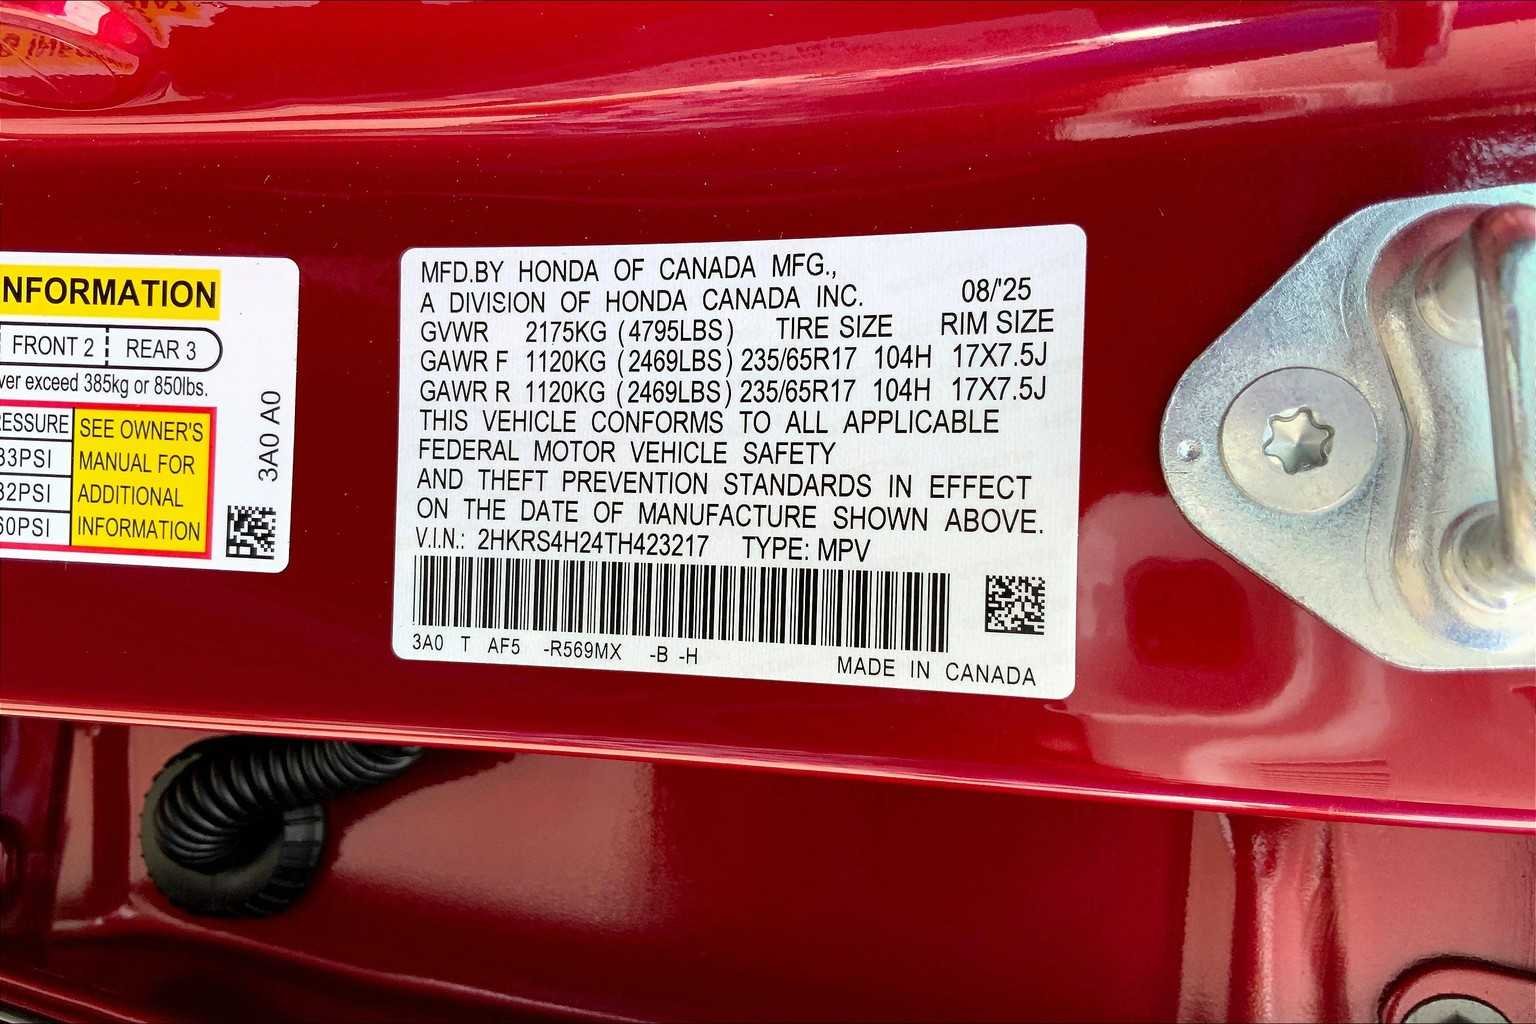 NFORMATION
FRONT 2 REAR 3
ver exceed 385kg or 850lbs.
RESSURE
33PSI
32PSI
60PSI
SEE OWNER'S
MANUAL FOR
ADDITIONAL
INFORMATION
3A0 A0
MFD.BY HONDA OF CANADA MFG.,
A DIVISION OF HONDA CANADA INC. 08/'25
GVWR 2175KG (4795LBS) TIRE SIZE RIM SIZE
GAWR F 1120KG (2469LBS) 235/65R17 104H 17X7.5J
GAWR R 1120KG (2469LBS) 235/65R17 104H 17X7.5J
THIS VEHICLE CONFORMS TO ALL APPLICABLE
FEDERAL MOTOR VEHICLE SAFETY
AND THEFT PREVENTION STANDARDS IN EFFECT
ON THE DATE OF MANUFACTURE SHOWN ABOVE.
V.I.N.: 2HKRS4H24TH423217 TYPE: MPV
3A0 T AF5 -R569MX -B -H
MADE IN CANADA